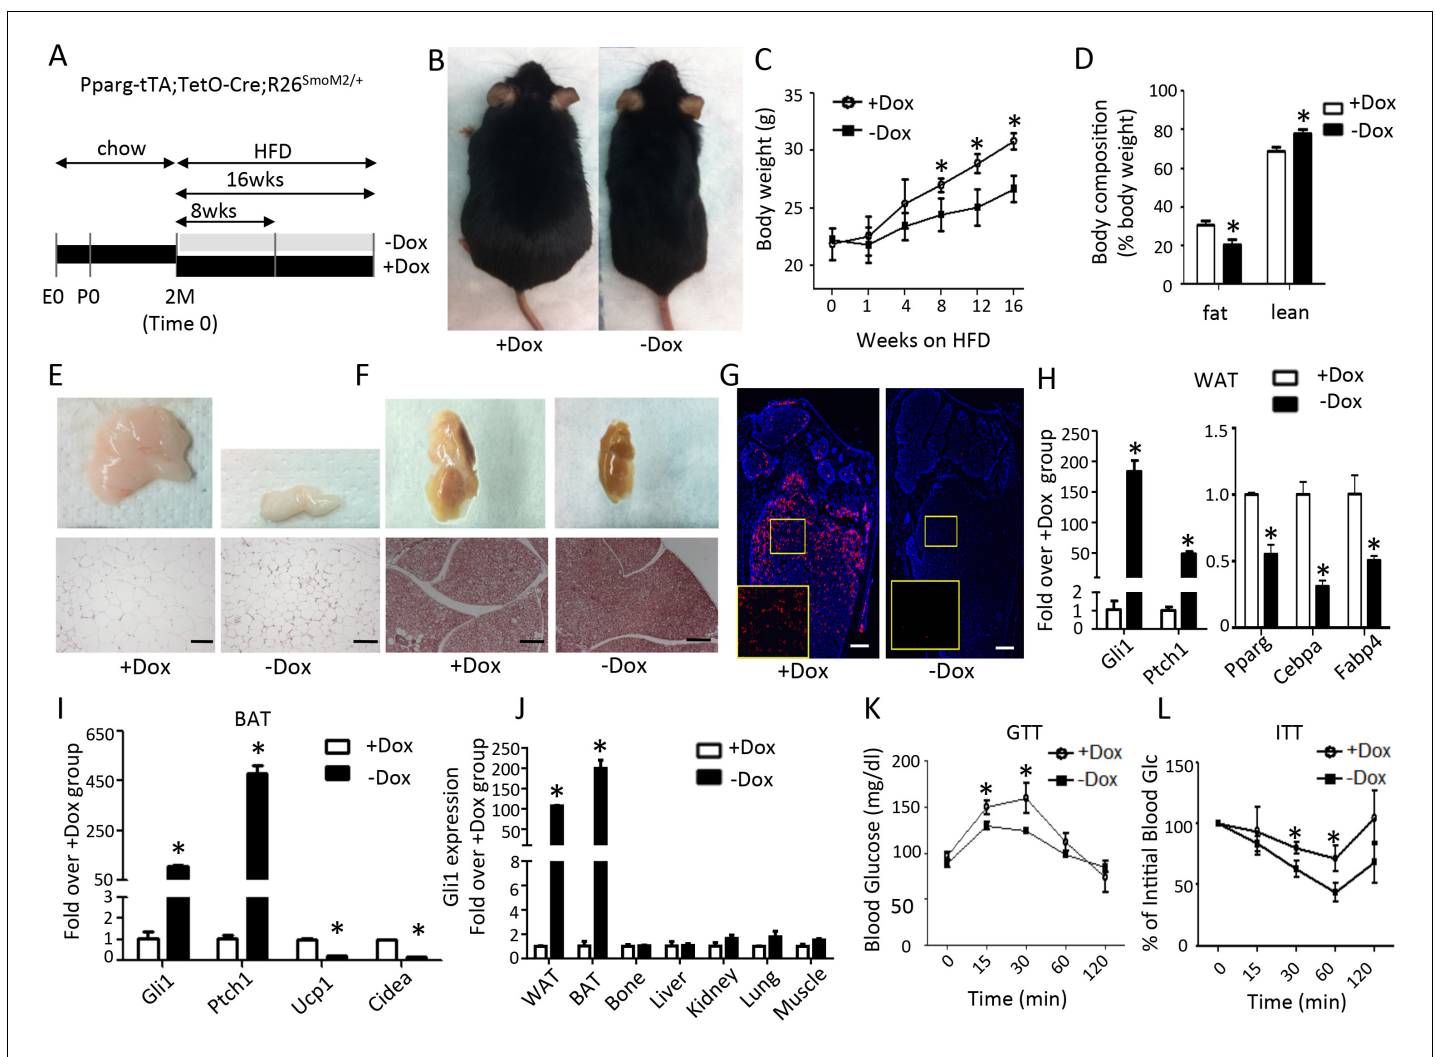 A
Pparg-tTA;TetO-Cre;R26SmoM2/+
chow
HFD
16wks
8wks
-Dox
+Dox
E0 P0 2M
(Time 0)
B
+Dox -Dox
C
+Dox
-Dox
Body weight (g)
35
30
25
20
* * *
0 1 4 8 12 16
Weeks on HFD
D
Body composition
(% body weight)
100
80
60
40
20
0
* *
+Dox
-Dox
fat lean
E
+Dox -Dox
F
+Dox -Dox
G
+Dox -Dox
H
WAT
+Dox
-Dox
Fold over +Dox group
250
200
150
100
50
2
1
0
* *
Gli1 Ptch1
1.5
1.0
0.5
0
* * *
Pparg Cebpa Fabp4
I
BAT
+Dox
-Dox
Fold over +Dox group
650
450
250
50
3
2
1
0
* * * *
Gli1 Ptch1 Ucp1 Cidea
J
+Dox
-Dox
Gli1 expression
Fold over +Dox group
250
200
150
100
50
8
6
4
2
0
* *
WAT BAT Bone Liver Kidney Lung Muscle
K
GTT
+Dox
-Dox
Blood Glucose (mg/dl)
200
150
100
50
0
* *
0 15 30 60 120
Time (min)
L
ITT
+Dox
-Dox
% of Intitial Blood Glc
150
100
50
0
* *
0 15 30 60 120
Time (min)